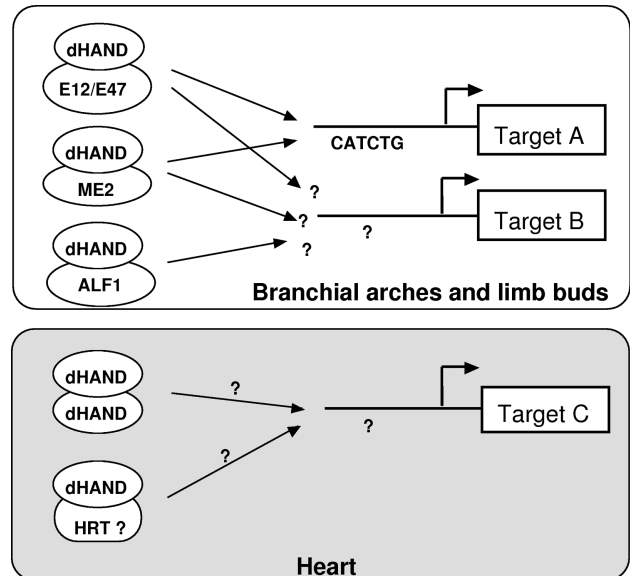 dHAND
E12/E47
dHAND
ME2
dHAND
ALF1
CATCTG
Target A
?
?
?
?
Target B
Branchial arches and limb buds
dHAND
dHAND
?
dHAND
HRT ?
?
?
Target C
Heart